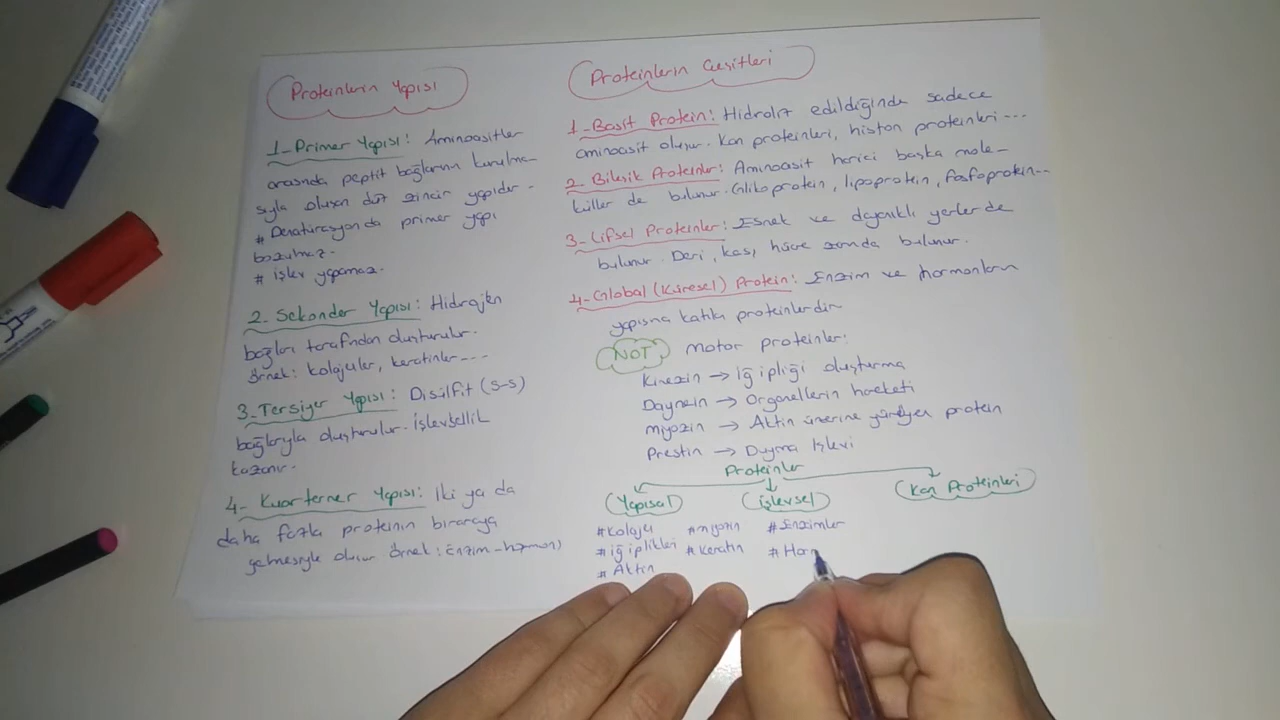 Proteinlerin Yapısı
1-Primer Yapısı: Aminoasitler
arasında peptit bağlarının kurulma-
sıyla oluşan düz zincir yapıdır.
# Denatürasyonda primer yapı
bozulmaz.
# işlev yapamaz.
2. Sekonder Yapısı: Hidrojen
bağları tarafından oluşturulur.
Örnek: kolajenler, keratinler---
3-Tersiyer Yapısı: Disülfit (s-s)
bağlarıyla oluşturulur. İşlevsellik
kazanır.
4- Kuarterner Yapısı: İki ya da
daha fazla proteinin biraraya
gelmesiyle oluşur Örnek: Enzim-hormon)
Proteinlerin Çeşitleri
1-Basit Protein: Hidroliz edildiğinde sadece
aminoasit oluşur. Kan proteinleri, histon proteinleri---
2. Bileşik Proteinler: Aminoasit harici başka mole-
küller de bulunur. Glikoprotein, lipoprotein, fosfoprotein--
3-Lifsel Proteinler: Esnek ve dayanıklı yerlerde
bulunur. Deri, kas, hücre zarında bulunur.
4-Global (Küresel) Protein: Enzim ve hormonların
yapısına katılan proteinlerdir
NOT Motor proteinler:
Kinezin → iğ ipliği oluşturma
Daynein → Organellerin hareketi
Miyozin → Aktin üzerine yürüyen protein
Prestin → Duyma İşlevi
Proteinler
Yapısal İşlevsel Kan Proteinleri
#Kolajen #miyozin #Enzimler
#iğ iplikleri #Keratin #Horm
#Aktin